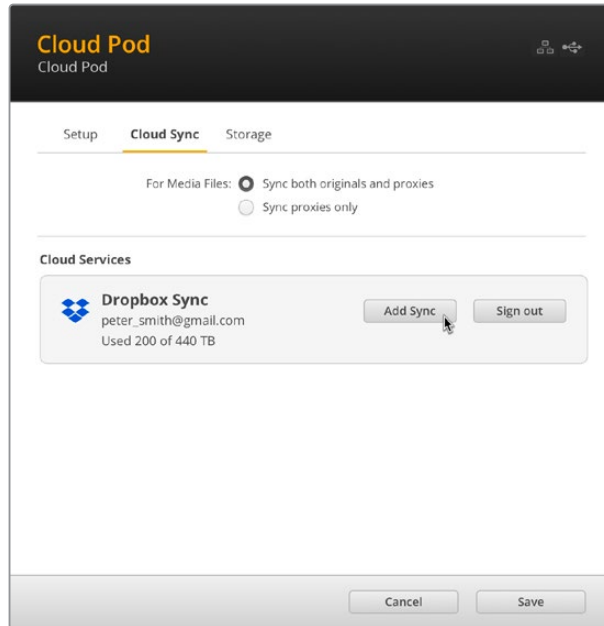 Cloud Pod
Cloud Pod
Setup Cloud Sync Storage
For Media Files: Sync both originals and proxies
Sync proxies only
Cloud Services
Dropbox Sync
peter_smith@gmail.com
Used 200 of 440 TB
Add Sync Sign out
Cancel Save